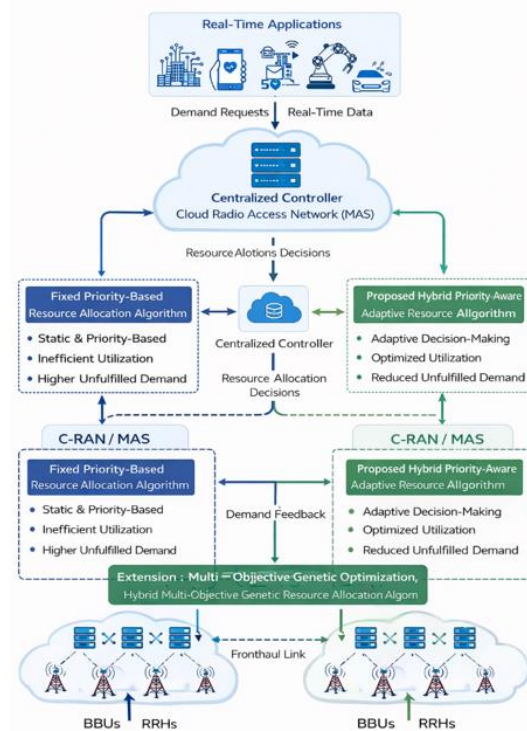 Real-Time Applications
5
Demand Requests
Real-Time Data
Centralized Controller
Cloud Radio Access Network (MAS)
Resource Alotions Decisions
Fixed Priority-Based
Resource Allocation Algorithm
• Static & Priority-Based
• Inefficient Utilization
• Higher Unfulfilled Demand
Centralized Controller
Proposed Hybrid Priority-Aware
Adaptive Resource Allgorithm
• Adaptive Decision-Making
• Optimized Utilization
• Reduced Unfulfilled Demand
Resource Allocation
Decisions
C-RAN / MAS
Fixed Priority-Based
Resource Allocation Algorithm
• Static & Priority-Based
• Inefficient Utilization
• Higher Unfulfilled Demand
Demand Feedback
C-RAN / MAS
Proposed Hybrid Priority-Aware
Adaptive Resource Allgorithm
• Adaptive Decision-Making
• Optimized Utilization
• Reduced Unfulfilled Demand
Extension : Multi – Objjective Genetic Optimization,
Hybrid Multi-Objective Genetic Resource Allocation Algom
Fronthaul Link
BBUs
RRHs
BBUs
RRHs